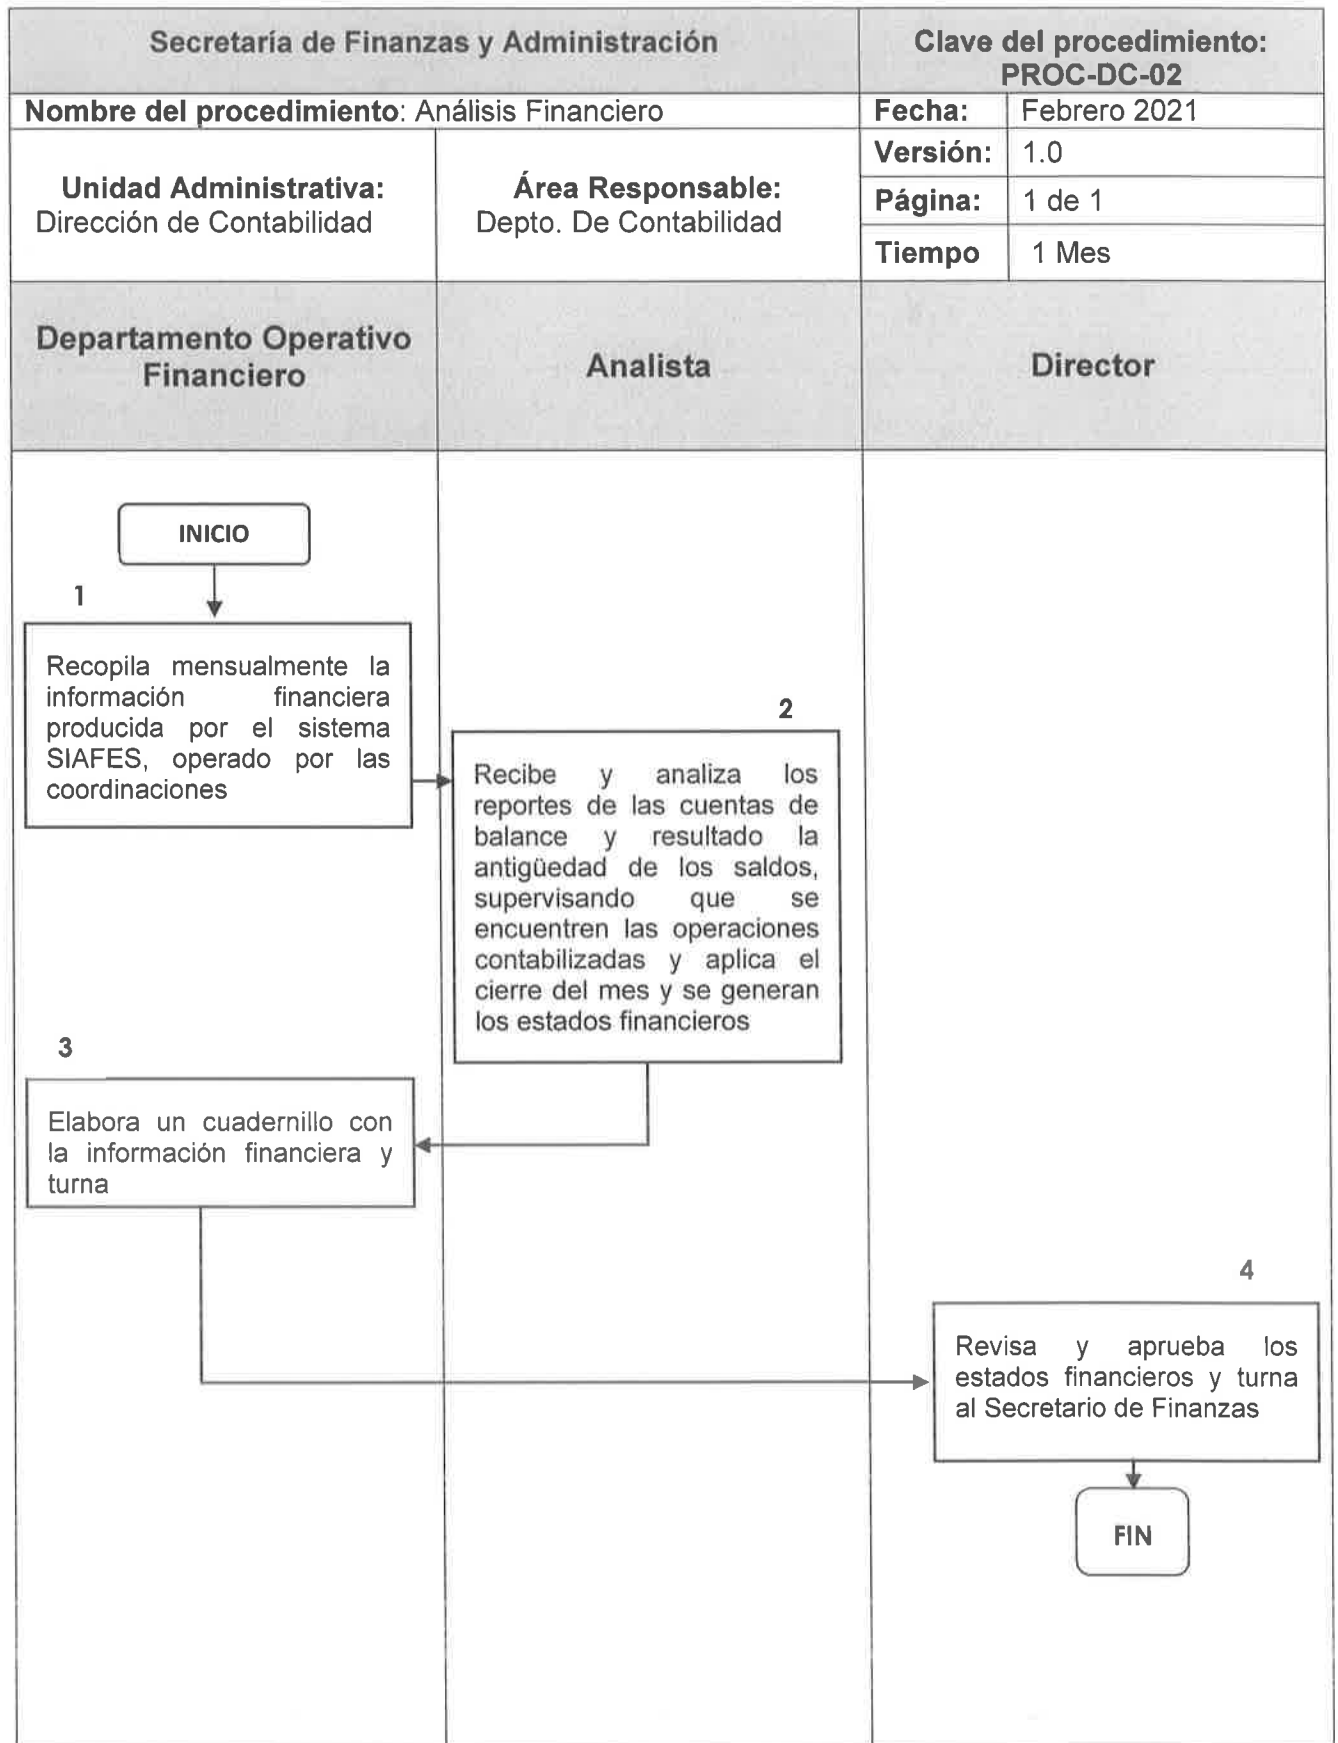 Secretaría de Finanzas y Administración
Clave del procedimiento:
PROC-DC-02
Nombre del procedimiento: Análisis Financiero
Fecha: Febrero 2021
Unidad Administrativa:
Dirección de Contabilidad
Área Responsable:
Depto. De Contabilidad
Versión: 1.0
Página: 1 de 1
Tiempo 1 Mes
Departamento Operativo
Financiero
Analista
Director
INICIO
1
Recopila mensualmente la
información financiera
producida por el sistema
SIAFES, operado por las
coordinaciones
2
Recibe y analiza los
reportes de las cuentas de
balance y resultado la
antigüedad de los saldos,
supervisando que se
encuentren las operaciones
contabilizadas y aplica el
cierre del mes y se generan
los estados financieros
3
Elabora un cuadernillo con
la información financiera y
turna
4
Revisa y aprueba los
estados financieros y turna
al Secretario de Finanzas
FIN